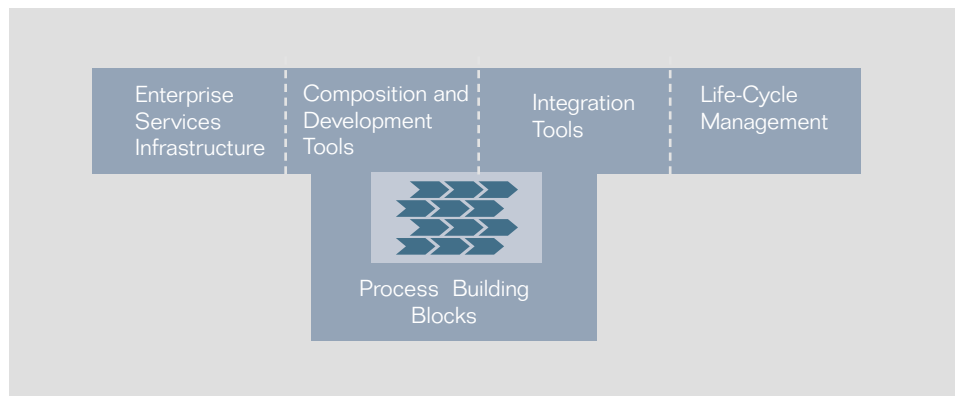 Enterprise
Services
Infrastructure
Composition and
Development
Tools
Integration
Tools
Life-Cycle
Management
Process Building
Blocks